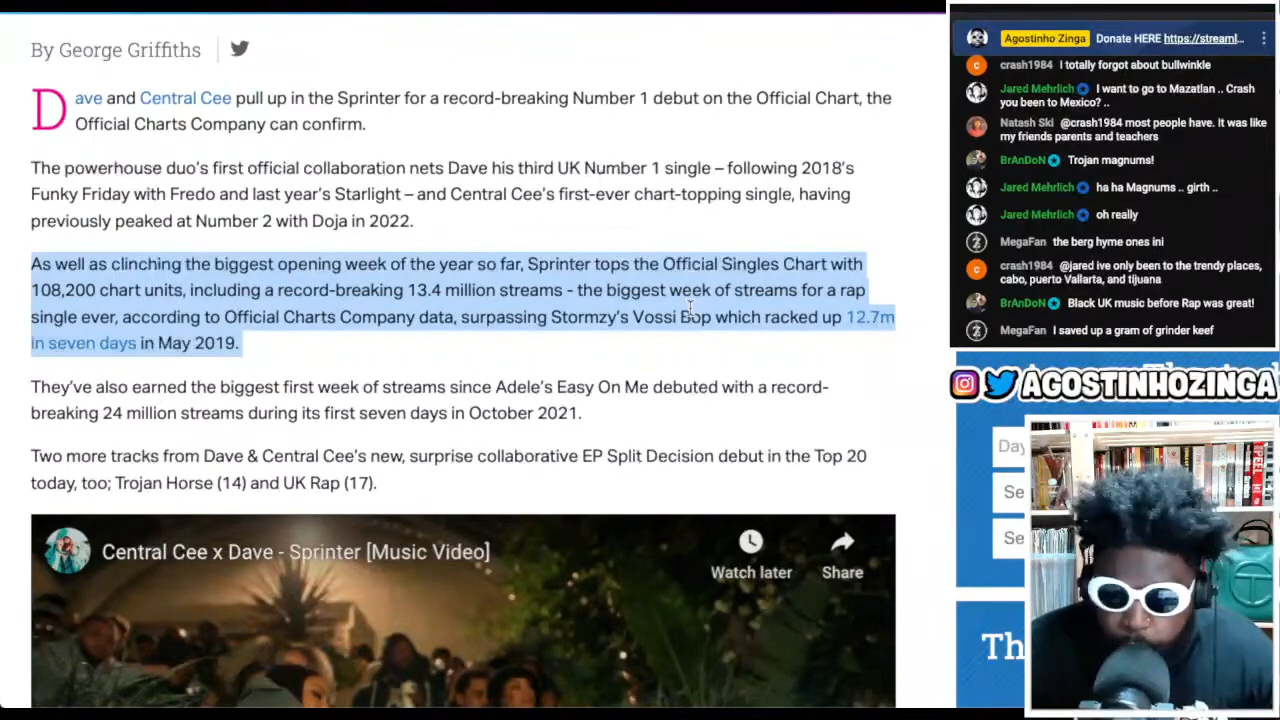 By George Griffiths
Dave and Central Cee pull up in the Sprinter for a record-breaking Number 1 debut on the Official Chart, the
Official Charts Company can confirm.
The powerhouse duo's first official collaboration nets Dave his third UK Number 1 single – following 2018's
Funky Friday with Fredo and last year's Starlight – and Central Cee's first-ever chart-topping single, having
previously peaked at Number 2 with Doja in 2022.
As well as clinching the biggest opening week of the year so far, Sprinter tops the Official Singles Chart with
108,200 chart units, including a record-breaking 13.4 million streams - the biggest week of streams for a rap
single ever, according to Official Charts Company data, surpassing Stormzy's Vossi Bop which racked up 12.7m
in seven days in May 2019.
They've also earned the biggest first week of streams since Adele's Easy On Me debuted with a record-
breaking 24 million streams during its first seven days in October 2021.
Two more tracks from Dave & Central Cee's new, surprise collaborative EP Split Decision debut in the Top 20
today, too; Trojan Horse (14) and UK Rap (17).
Central Cee x Dave - Sprinter [Music Video]
Watch later
Share
Agostinho Zinga Donate HERE https://streaml...
crash1984 I totally forgot about bullwinkle
Jared Mehrlich I want to go to Mazatlan .. Crash
you been to Mexico? ..
Natash Ski @crash1984 most people have. It was like
my friends parents and teachers
BrAnDoN Trojan magnums!
Jared Mehrlich ha ha Magnums .. girth ..
Jared Mehrlich oh really
MegaFan the berg hyme ones ini
crash1984 @jared ive only been to the trendy places,
cabo, puerto Vallarta, and tijuana
BrAnDoN Black UK music before Rap was great!
MegaFan I saved up a gram of grinder keef
AGOSTINHOZINGA
Day
Se
Se
Th